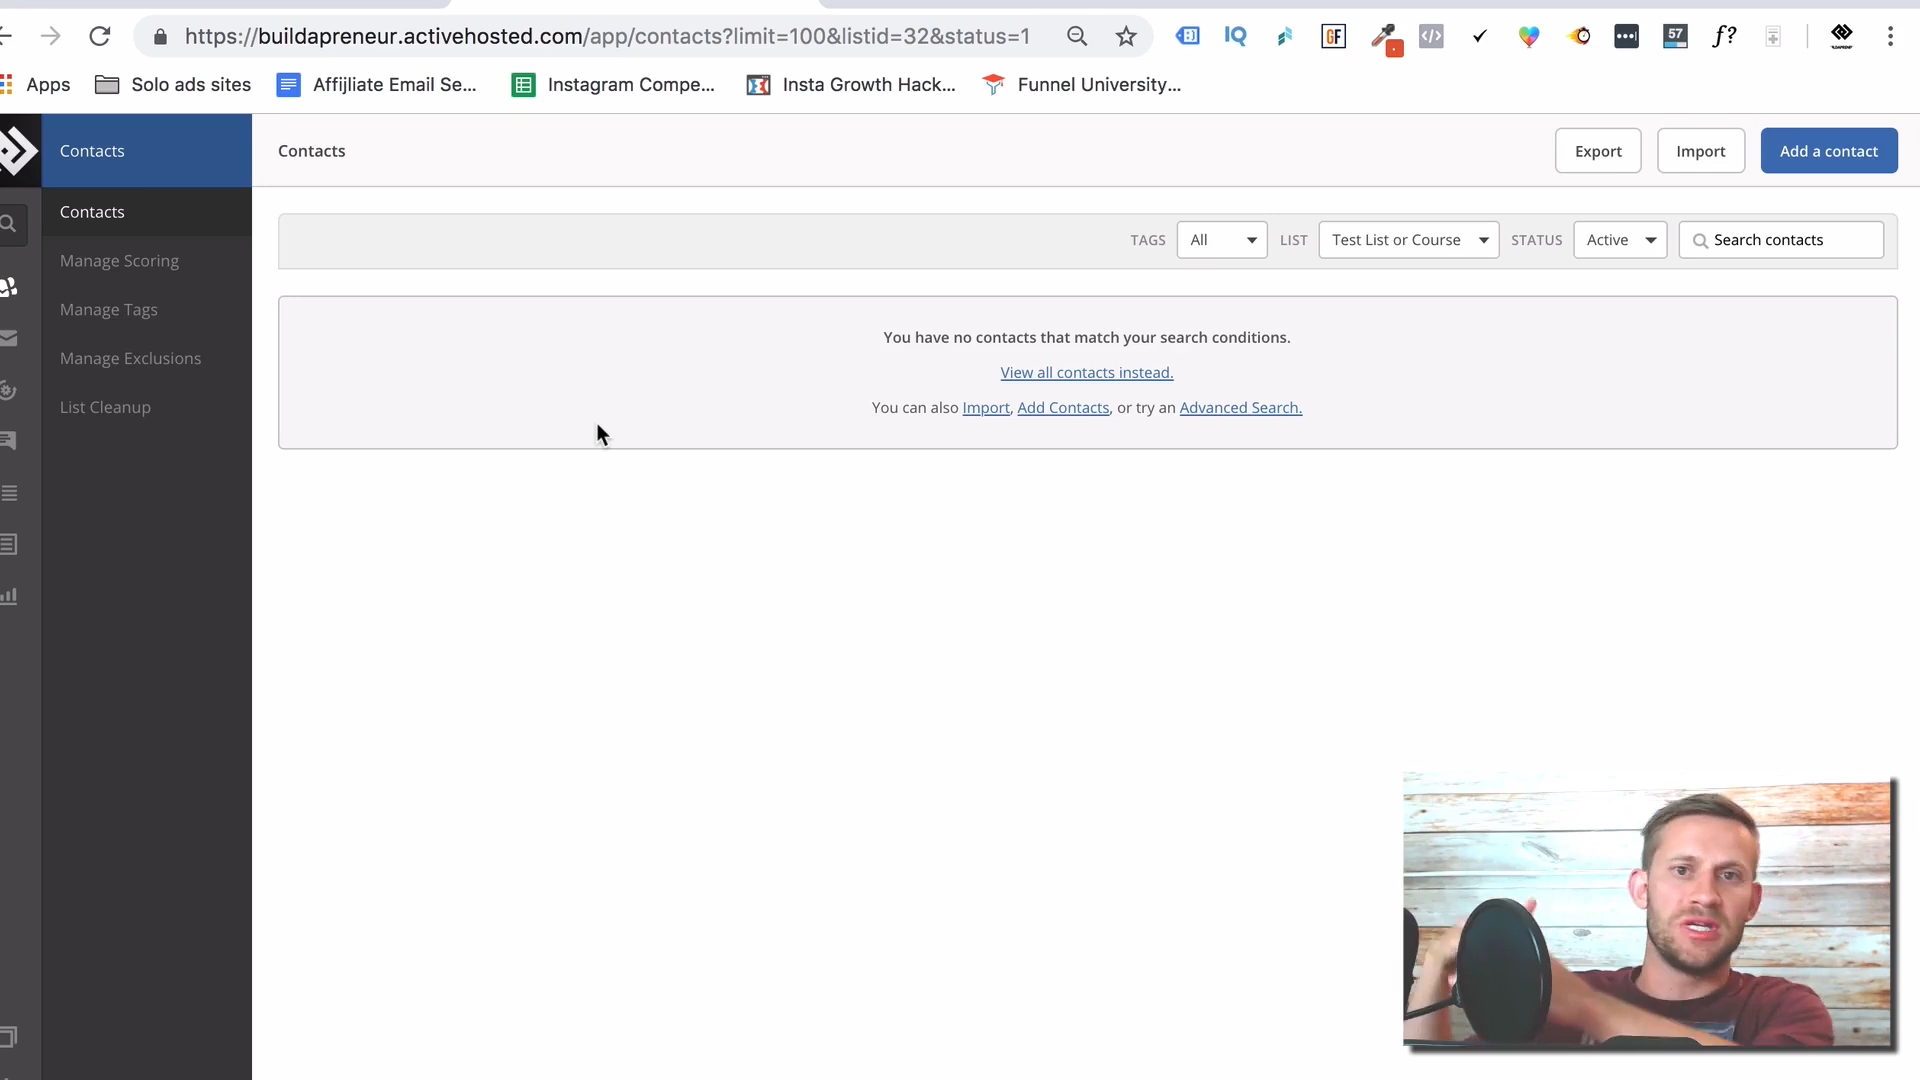 https://buildapreneur.activehosted.com/app/contacts?limit=100&listid=32&status=1
IQ
GF
57
f?
Apps
Solo ads sites
Affijliate Email Se...
Instagram Compe...
Insta Growth Hack...
Funnel University...
Contacts
Contacts
Export
Import
Add a contact
Contacts
Manage Scoring
Manage Tags
Manage Exclusions
List Cleanup
TAGS All LIST Test List or Course STATUS Active Search contacts
You have no contacts that match your search conditions.
View all contacts instead.
You can also Import, Add Contacts, or try an Advanced Search.